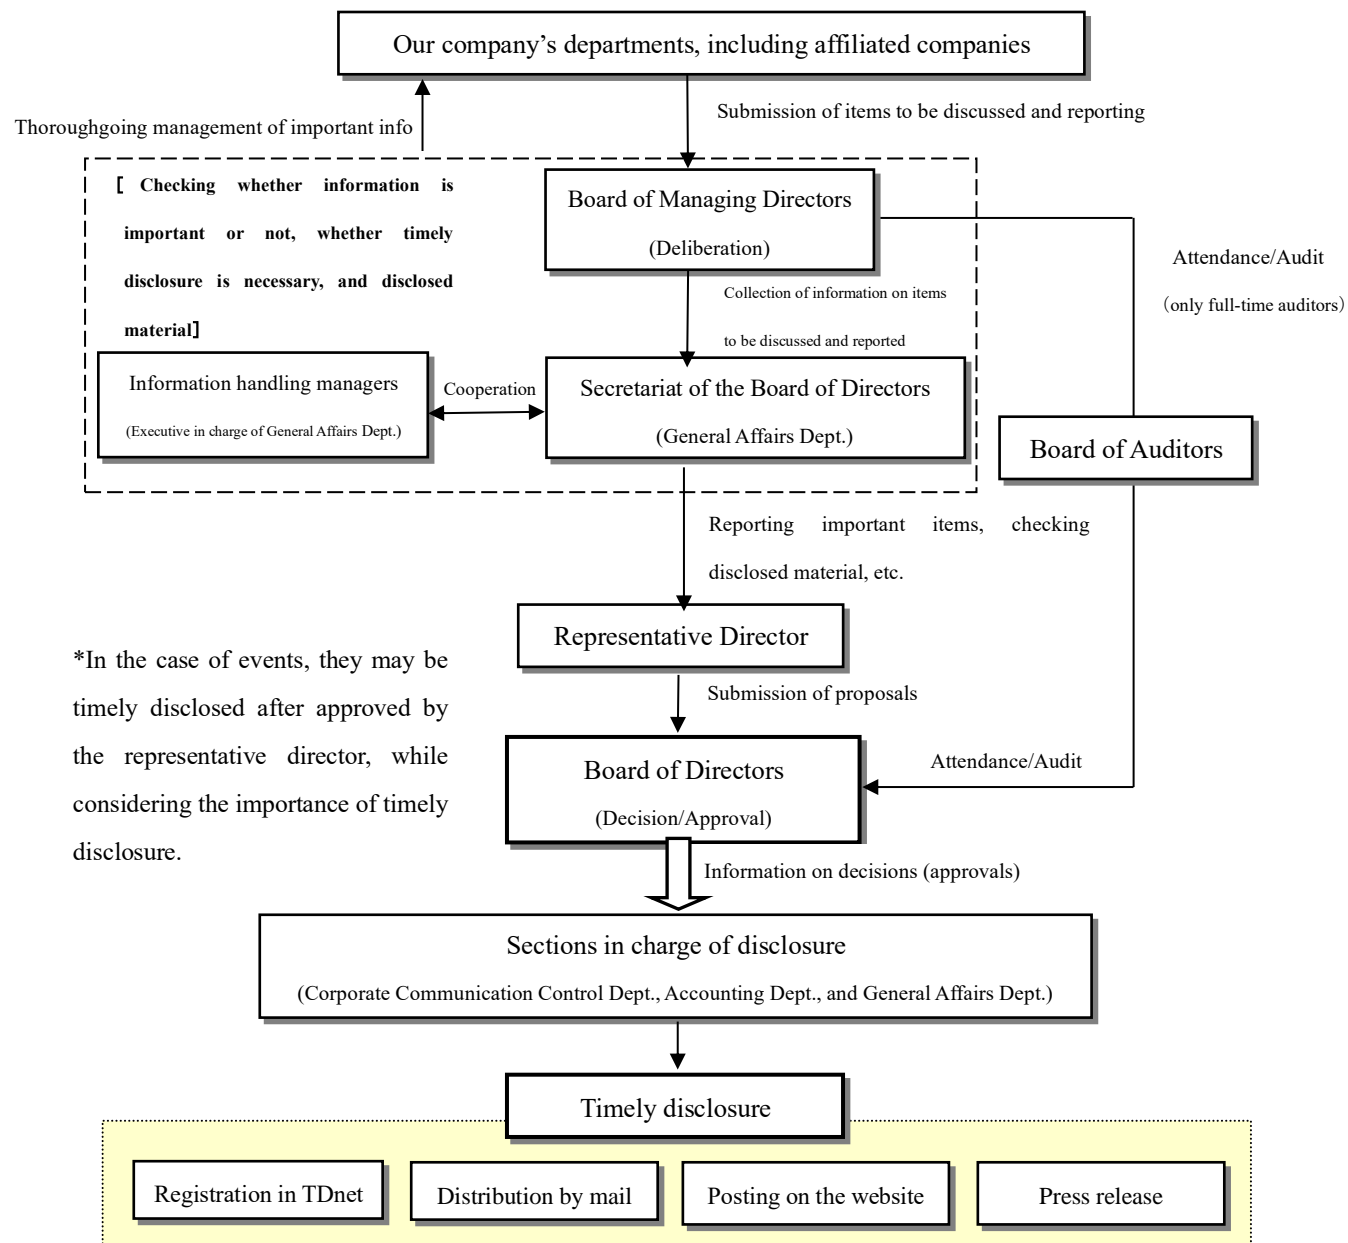 Our company’s departments, including affiliated companies
Submission of items to be discussed and reporting
Thoroughgoing management of important info
[ Checking whether information is
important or not, whether timely
disclosure is necessary, and disclosed
material]
Board of Managing Directors
(Deliberation)
Attendance/Audit
(only full-time auditors)
Collection of information on items
to be discussed and reported
Information handling managers
(Executive in charge of General Affairs Dept.)
Cooperation
Secretariat of the Board of Directors
(General Affairs Dept.)
Board of Auditors
Reporting important items, checking
disclosed material, etc.
Representative Director
*In the case of events, they may be
timely disclosed after approved by
the representative director, while
considering the importance of timely
disclosure.
Submission of proposals
Board of Directors
(Decision/Approval)
Attendance/Audit
Information on decisions (approvals)
Sections in charge of disclosure
(Corporate Communication Control Dept., Accounting Dept., and General Affairs Dept.)
Timely disclosure
Registration in TDnet
Distribution by mail
Posting on the website
Press release